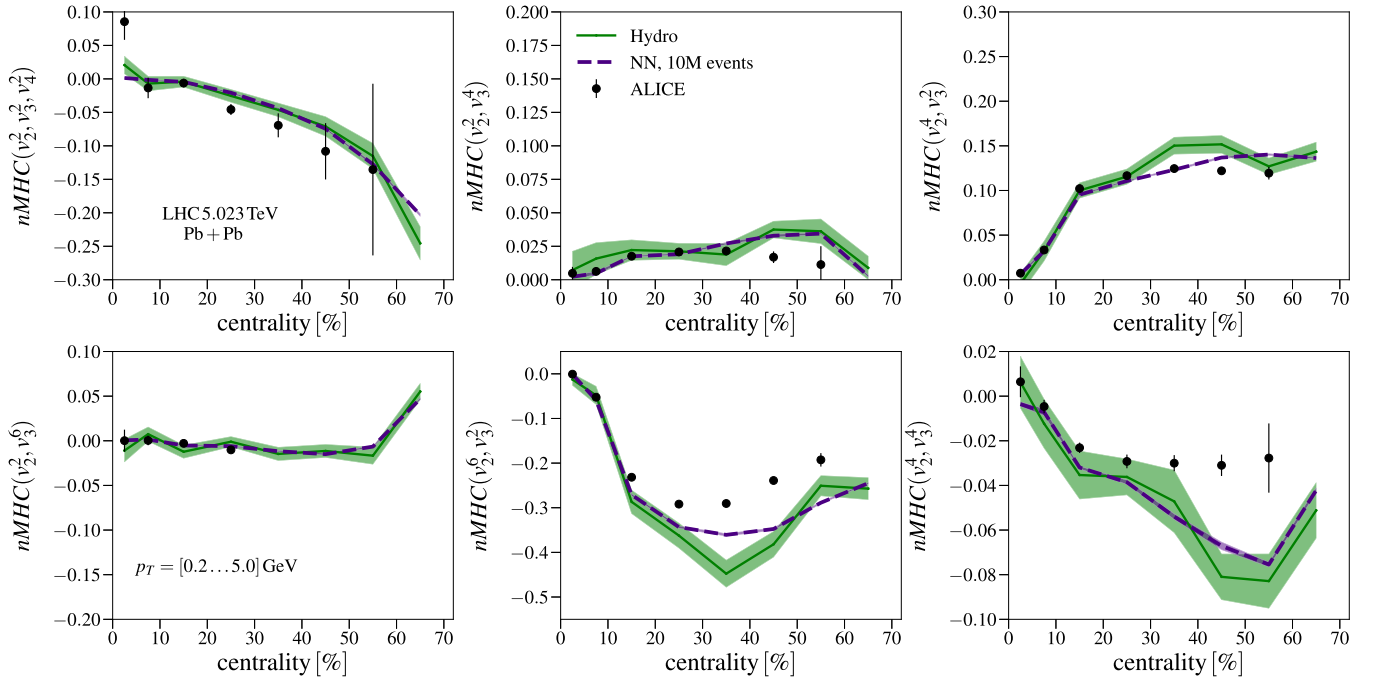 nMHC(v₂², v₃², v₄²)
0.10
0.05
0.00
−0.05
−0.10
−0.15
−0.20
−0.25
−0.30
LHC 5.023 TeV
Pb + Pb
0 10 20 30 40 50 60 70
centrality [%]
nMHC(v₂², v₃⁴)
0.200
0.175
0.150
0.125
0.100
0.075
0.050
0.025
0.000
Hydro
NN, 10M events
ALICE
0 10 20 30 40 50 60 70
centrality [%]
nMHC(v₂⁴, v₃²)
0.30
0.20
0.10
0.00
0 10 20 30 40 50 60 70
centrality [%]
nMHC(v₂², v₃⁶)
0.10
0.05
0.00
−0.05
−0.10
−0.15
−0.20
p_T = [0.2…5.0] GeV
0 10 20 30 40 50 60 70
centrality [%]
nMHC(v₂⁶, v₃²)
0.0
−0.1
−0.2
−0.3
−0.4
−0.5
0 10 20 30 40 50 60 70
centrality [%]
nMHC(v₂⁴, v₃⁴)
0.02
0.00
−0.02
−0.04
−0.06
−0.08
−0.10
0 10 20 30 40 50 60 70
centrality [%]